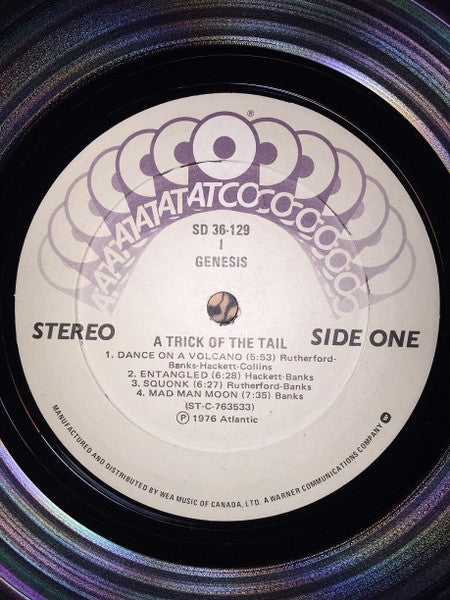 ®
ATATATATATCOCOCOCOCO
SD 36-129
I
GENESIS
STEREO
SIDE ONE
A TRICK OF THE TAIL
1. DANCE ON A VOLCANO (5:53) Rutherford-
Banks-Hackett-Collins
2. ENTANGLED (6:28) Hackett-Banks
3. SQUONK (6:27) Rutherford-Banks
4. MAD MAN MOON (7:35) Banks
(ST-C-763533)
Ⓟ 1976 Atlantic
MANUFACTURED AND DISTRIBUTED BY WEA MUSIC OF CANADA, LTD. A WARNER COMMUNICATIONS COMPANY